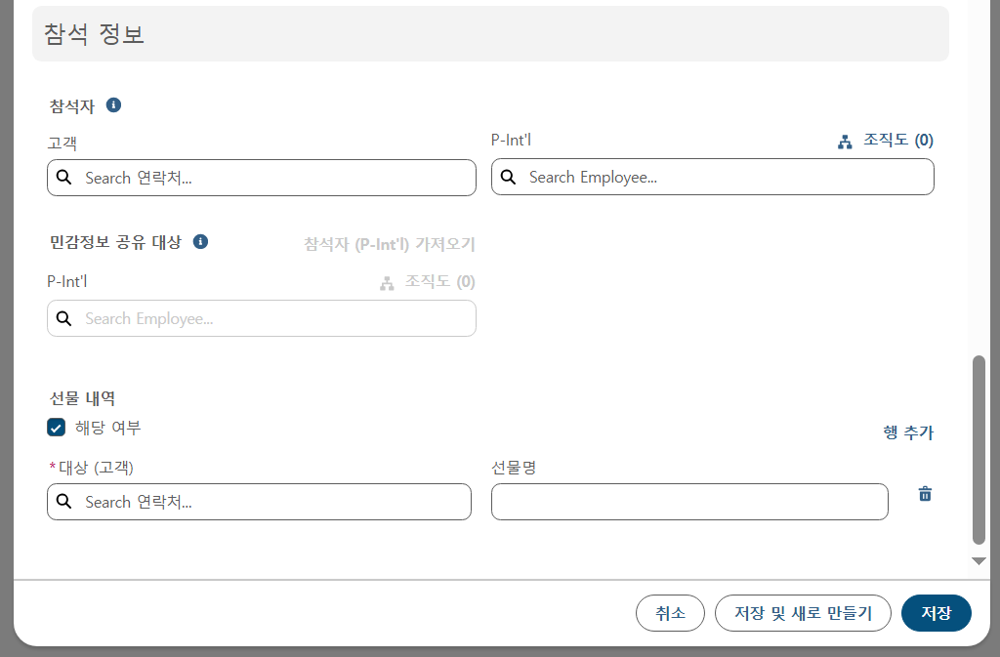 참석 정보
참석자
고객
P-Int'l 조직도 (0)
Search 연락처...
Search Employee...
민감정보 공유 대상 참석자 (P-Int'l) 가져오기
P-Int'l 조직도 (0)
Search Employee...
선물 내역
해당 여부
행 추가
*대상 (고객) 선물명
Search 연락처...
취소 저장 및 새로 만들기 저장